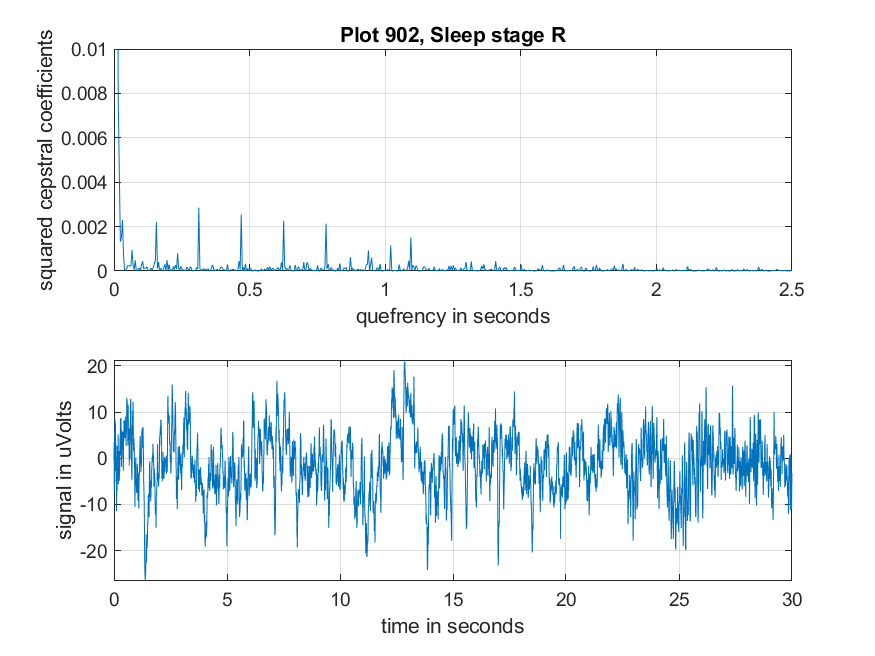 Plot 902, Sleep stage R
squared cepstral coefficients
0.01
0.008
0.006
0.004
0.002
0
0 0.5 1 1.5 2 2.5
quefrency in seconds
signal in uVolts
20
10
0
-10
-20
0 5 10 15 20 25 30
time in seconds